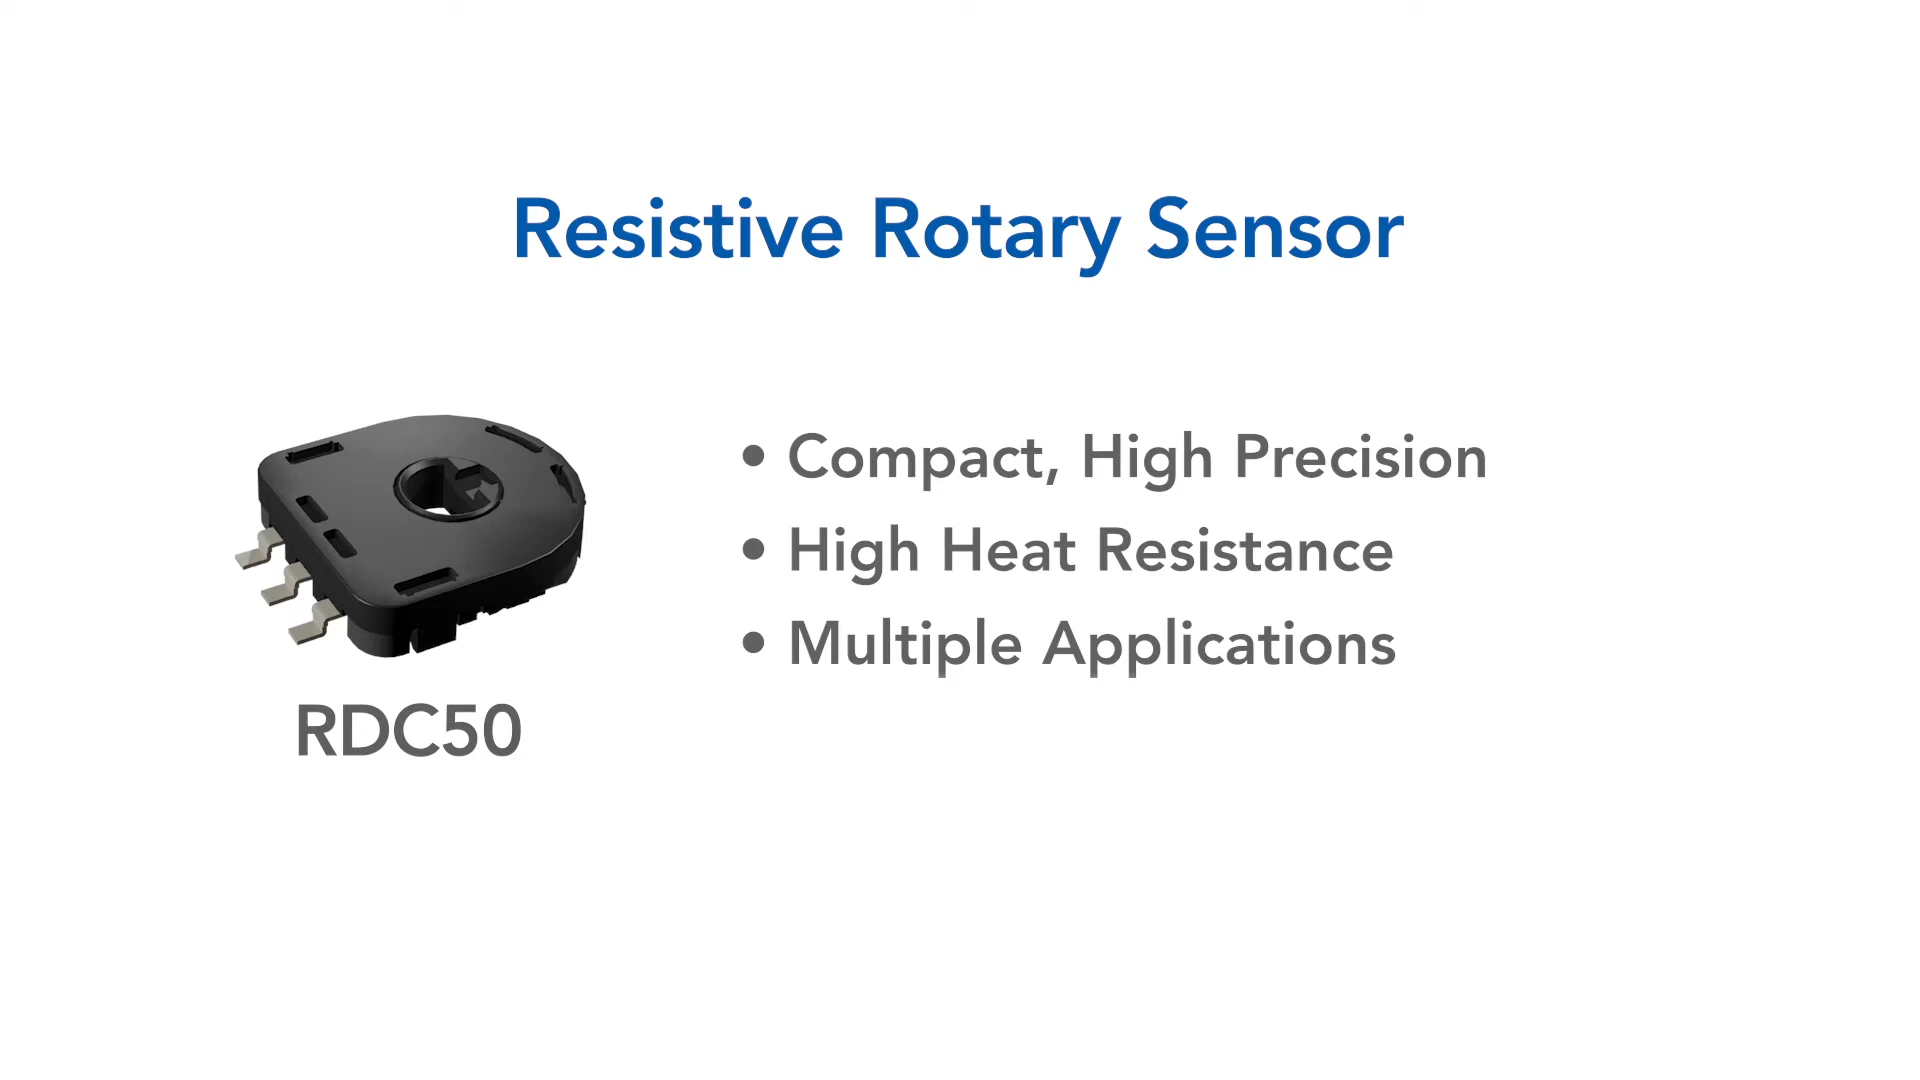 Resistive Rotary Sensor
• Compact, High Precision
• High Heat Resistance
• Multiple Applications
RDC50